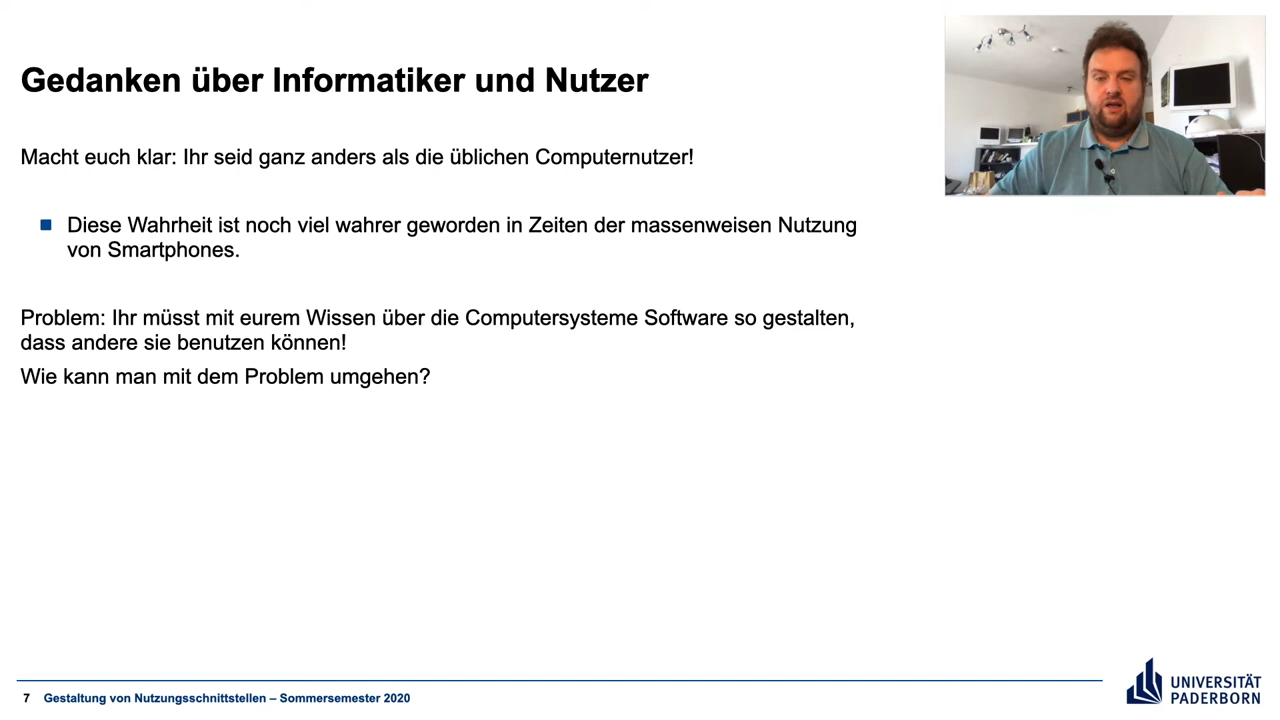 Gedanken über Informatiker und Nutzer
Macht euch klar: Ihr seid ganz anders als die üblichen Computernutzer!
Diese Wahrheit ist noch viel wahrer geworden in Zeiten der massenweisen Nutzung
von Smartphones.
Problem: Ihr müsst mit eurem Wissen über die Computersysteme Software so gestalten,
dass andere sie benutzen können!
Wie kann man mit dem Problem umgehen?
7 Gestaltung von Nutzungsschnittstellen – Sommersemester 2020
UNIVERSITÄT
PADERBORN